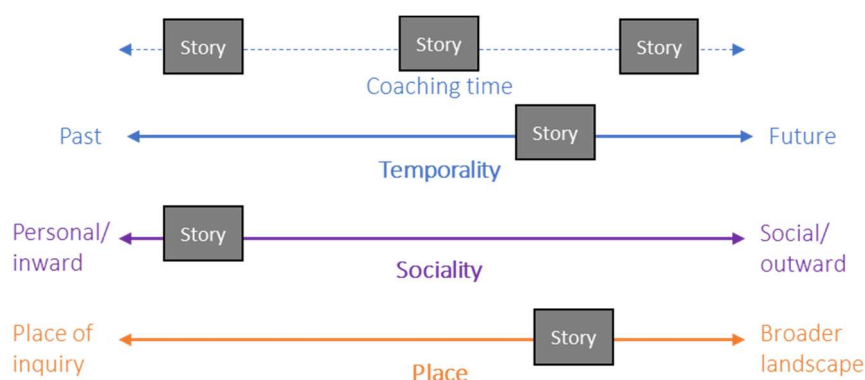 Story
Story
Story
Coaching time
Past
Story
Future
Temporality
Personal/
inward
Story
Social/
outward
Sociality
Place of
inquiry
Story
Broader
landscape
Place